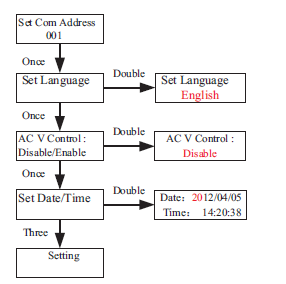 Set Com Address
001
Once
Double
Set Language
Set Language
English
Once
Double
AC V Control :
Disable/Enable
AC V Control :
Disable
Once
Double
Set Date/Time
Date: 2012/04/05
Time: 14:20:38
Three
Setting